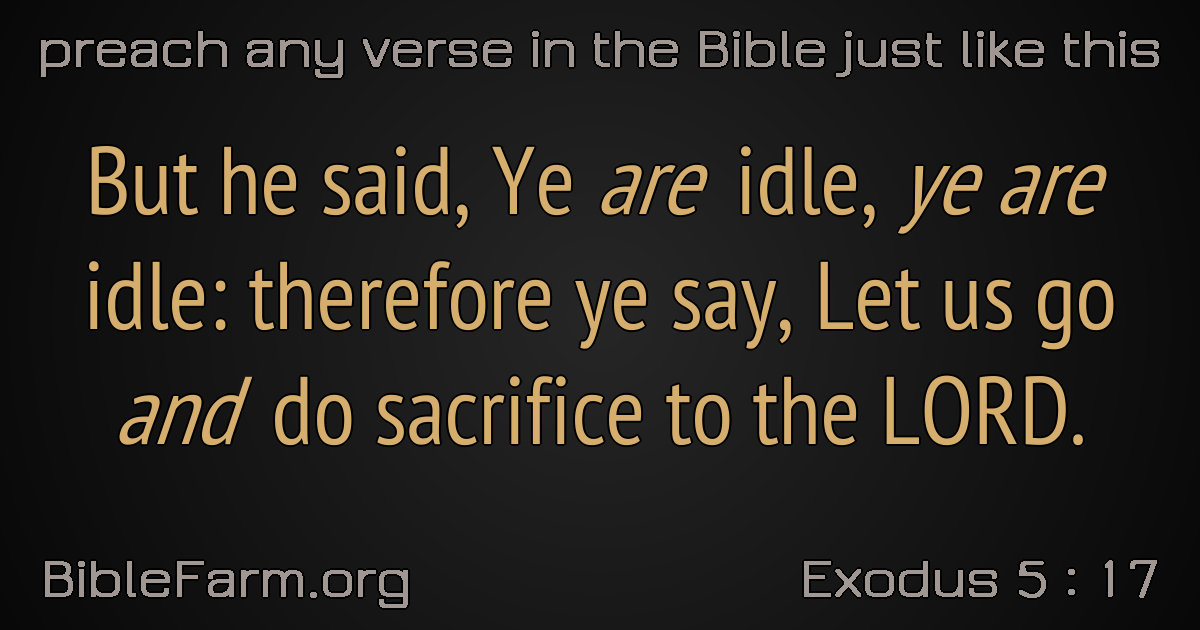 preach any verse in the Bible just like this
But he said, Ye are idle, ye are
idle: therefore ye say, Let us go
and do sacrifice to the LORD.
BibleFarm.org
Exodus 5 : 17